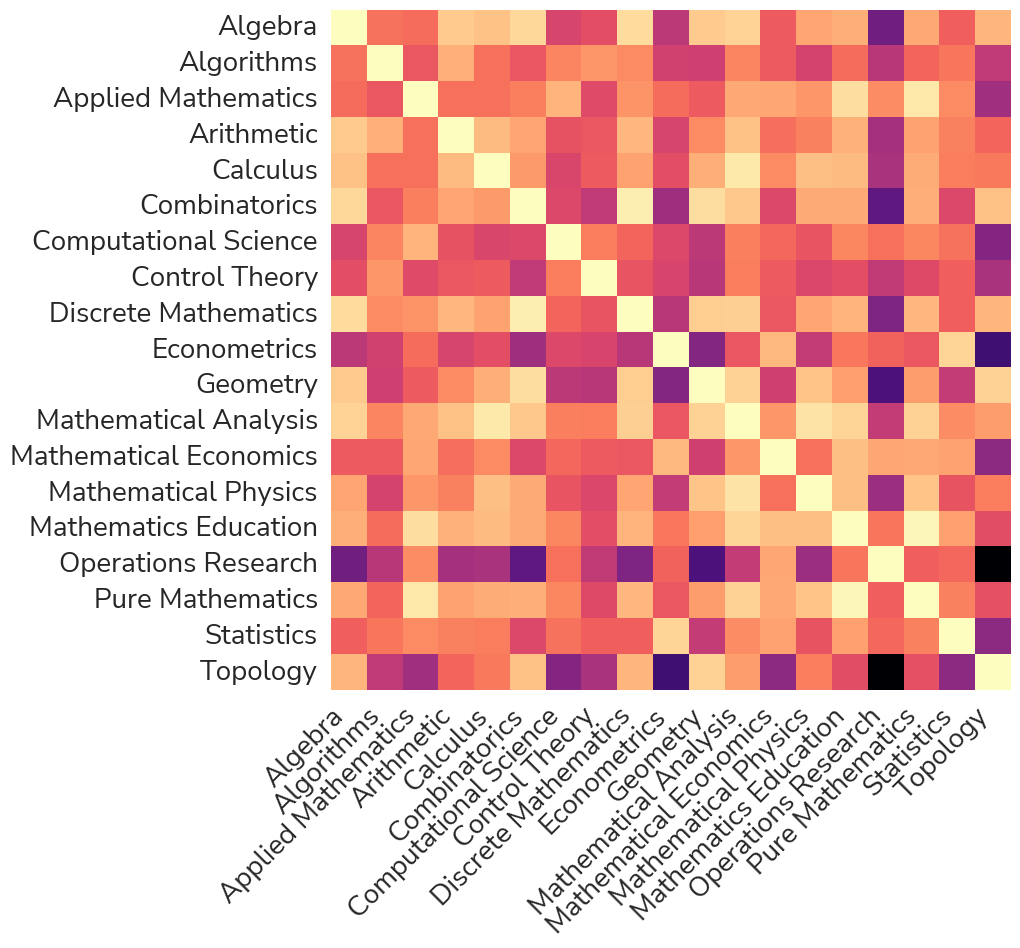 Algebra
Algorithms
Applied Mathematics
Arithmetic
Calculus
Combinatorics
Computational Science
Control Theory
Discrete Mathematics
Econometrics
Geometry
Mathematical Analysis
Mathematical Economics
Mathematical Physics
Mathematics Education
Operations Research
Pure Mathematics
Statistics
Topology
Algebra
Algorithms
Applied Mathematics
Arithmetic
Calculus
Combinatorics
Computational Science
Control Theory
Discrete Mathematics
Econometrics
Geometry
Mathematical Analysis
Mathematical Economics
Mathematical Physics
Mathematics Education
Operations Research
Pure Mathematics
Statistics
Topology